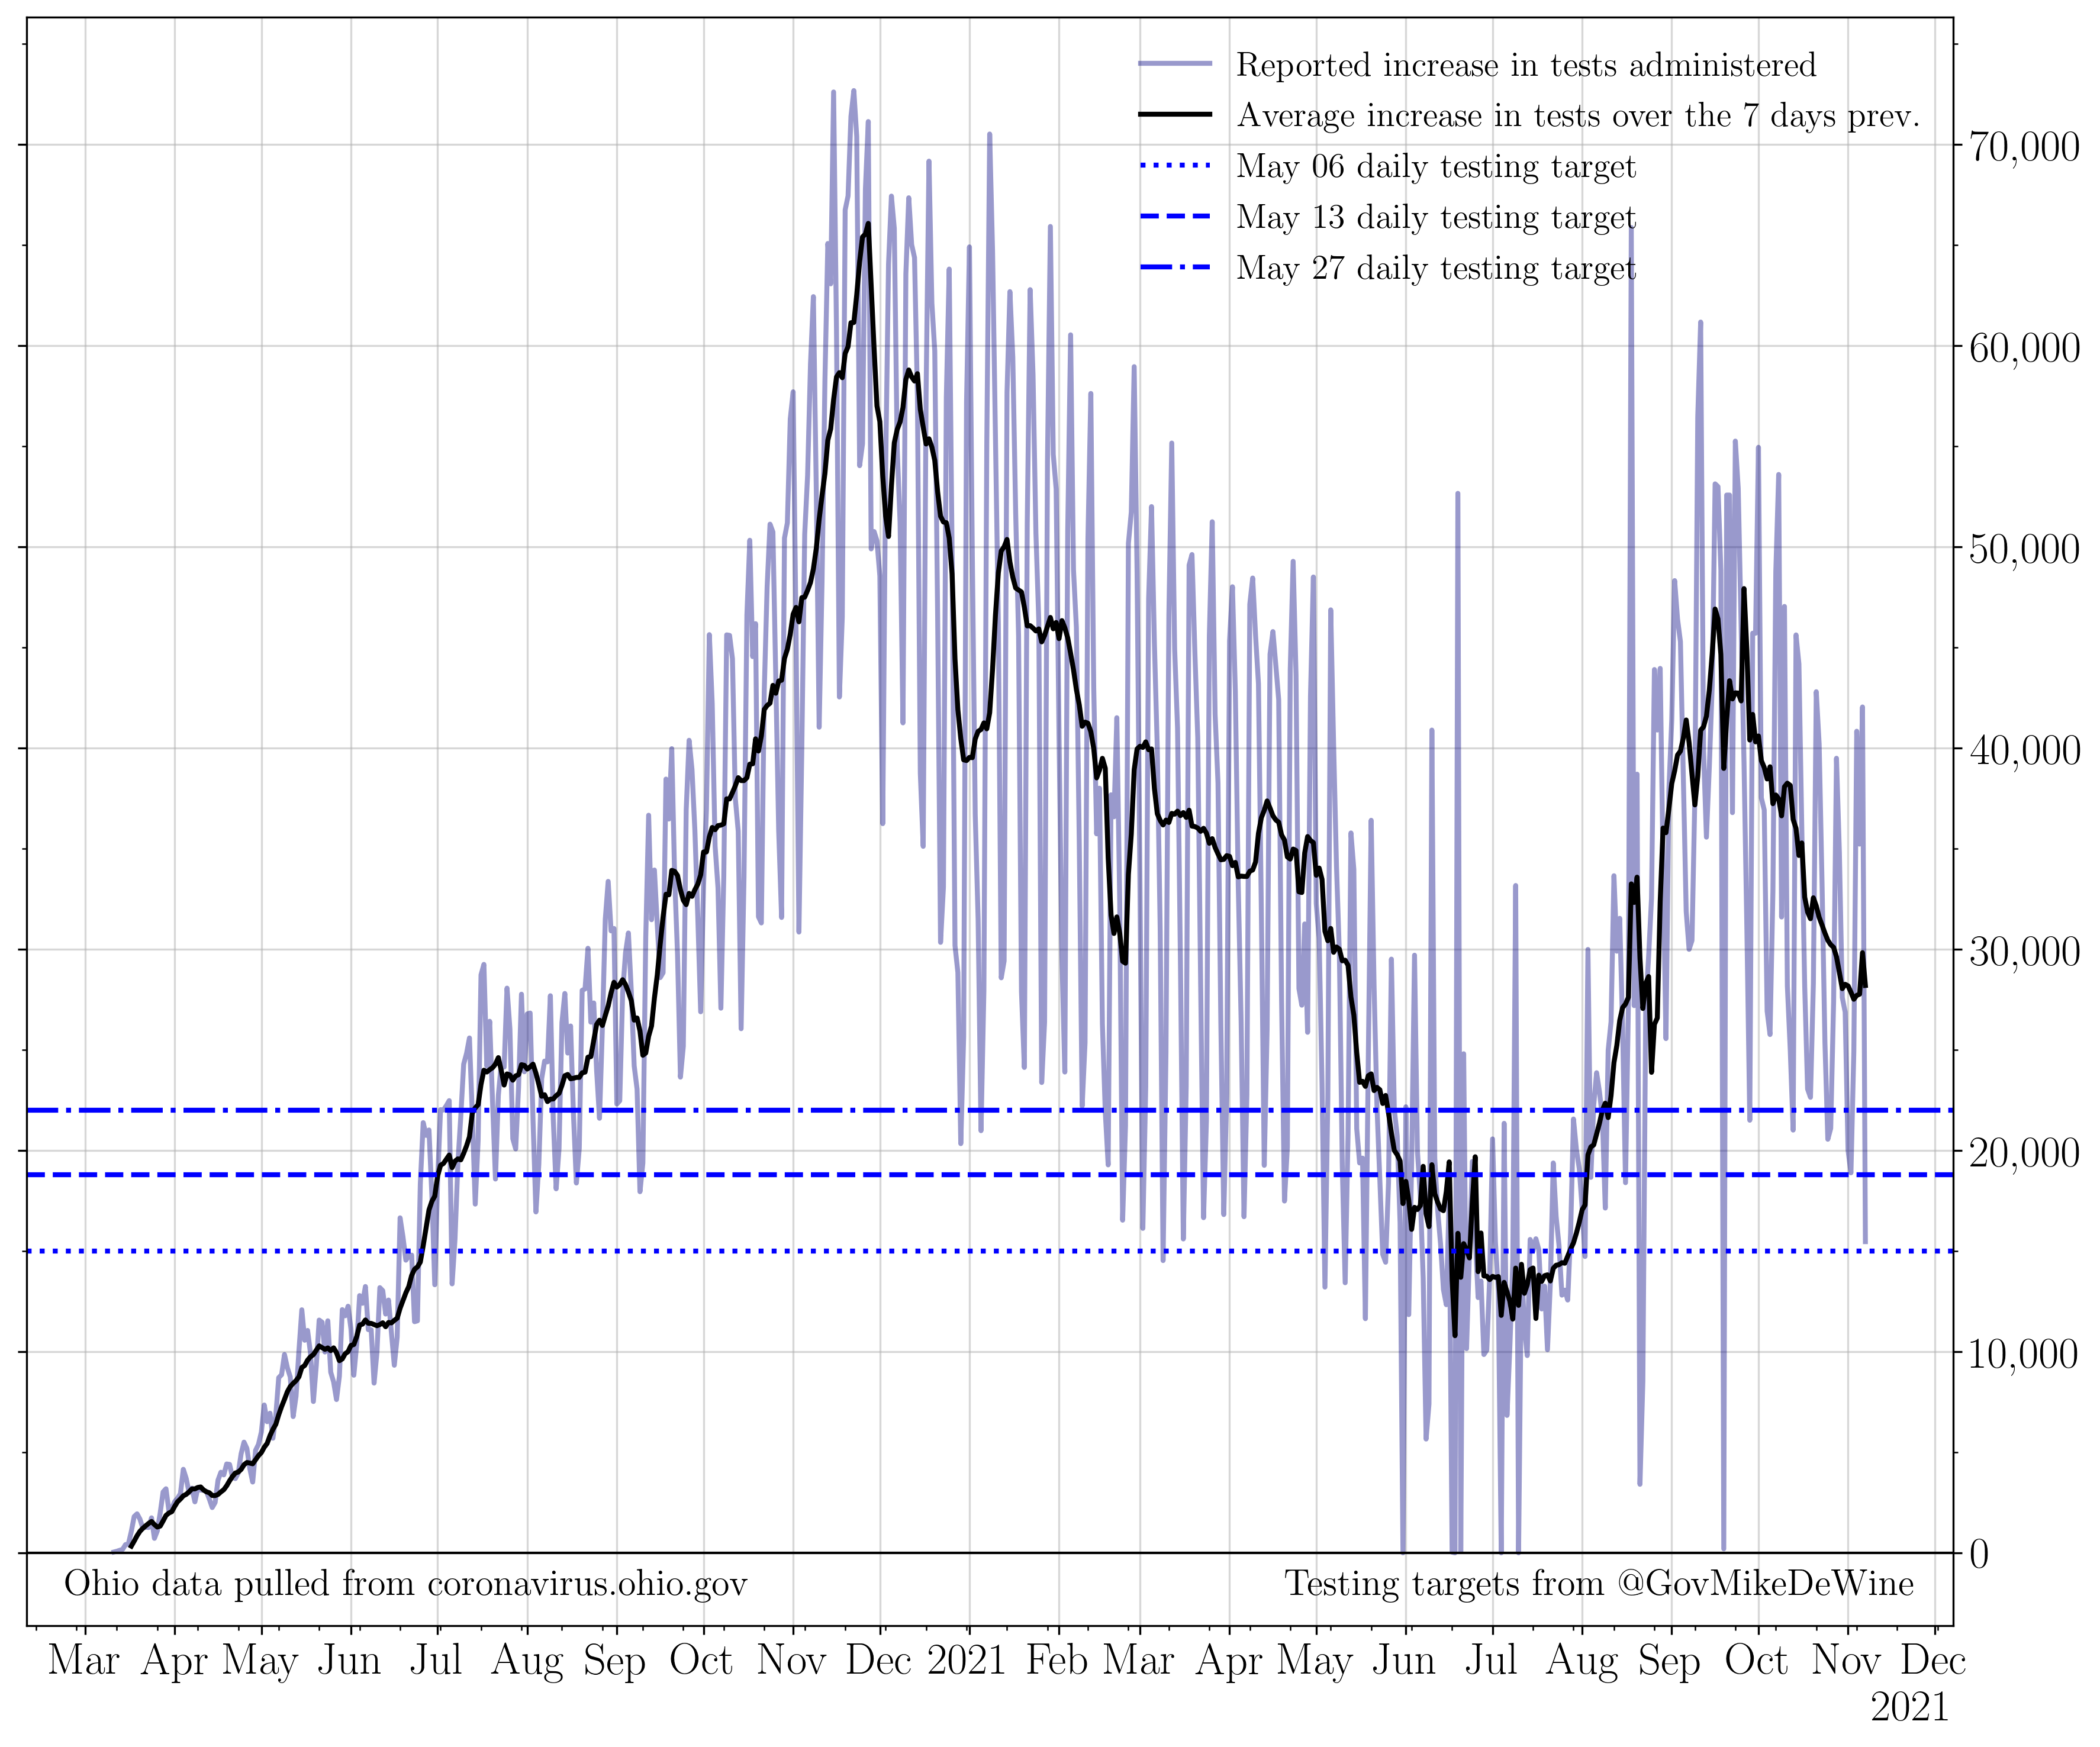 Reported increase in tests administered
Average increase in tests over the 7 days prev.
May 06 daily testing target
May 13 daily testing target
May 27 daily testing target
70,000
60,000
50,000
40,000
30,000
20,000
10,000
0
Ohio data pulled from coronavirus.ohio.gov
Testing targets from @GovMikeDeWine
Mar Apr May Jun Jul Aug Sep Oct Nov Dec 2021 Feb Mar Apr May Jun Jul Aug Sep Oct Nov Dec
2021